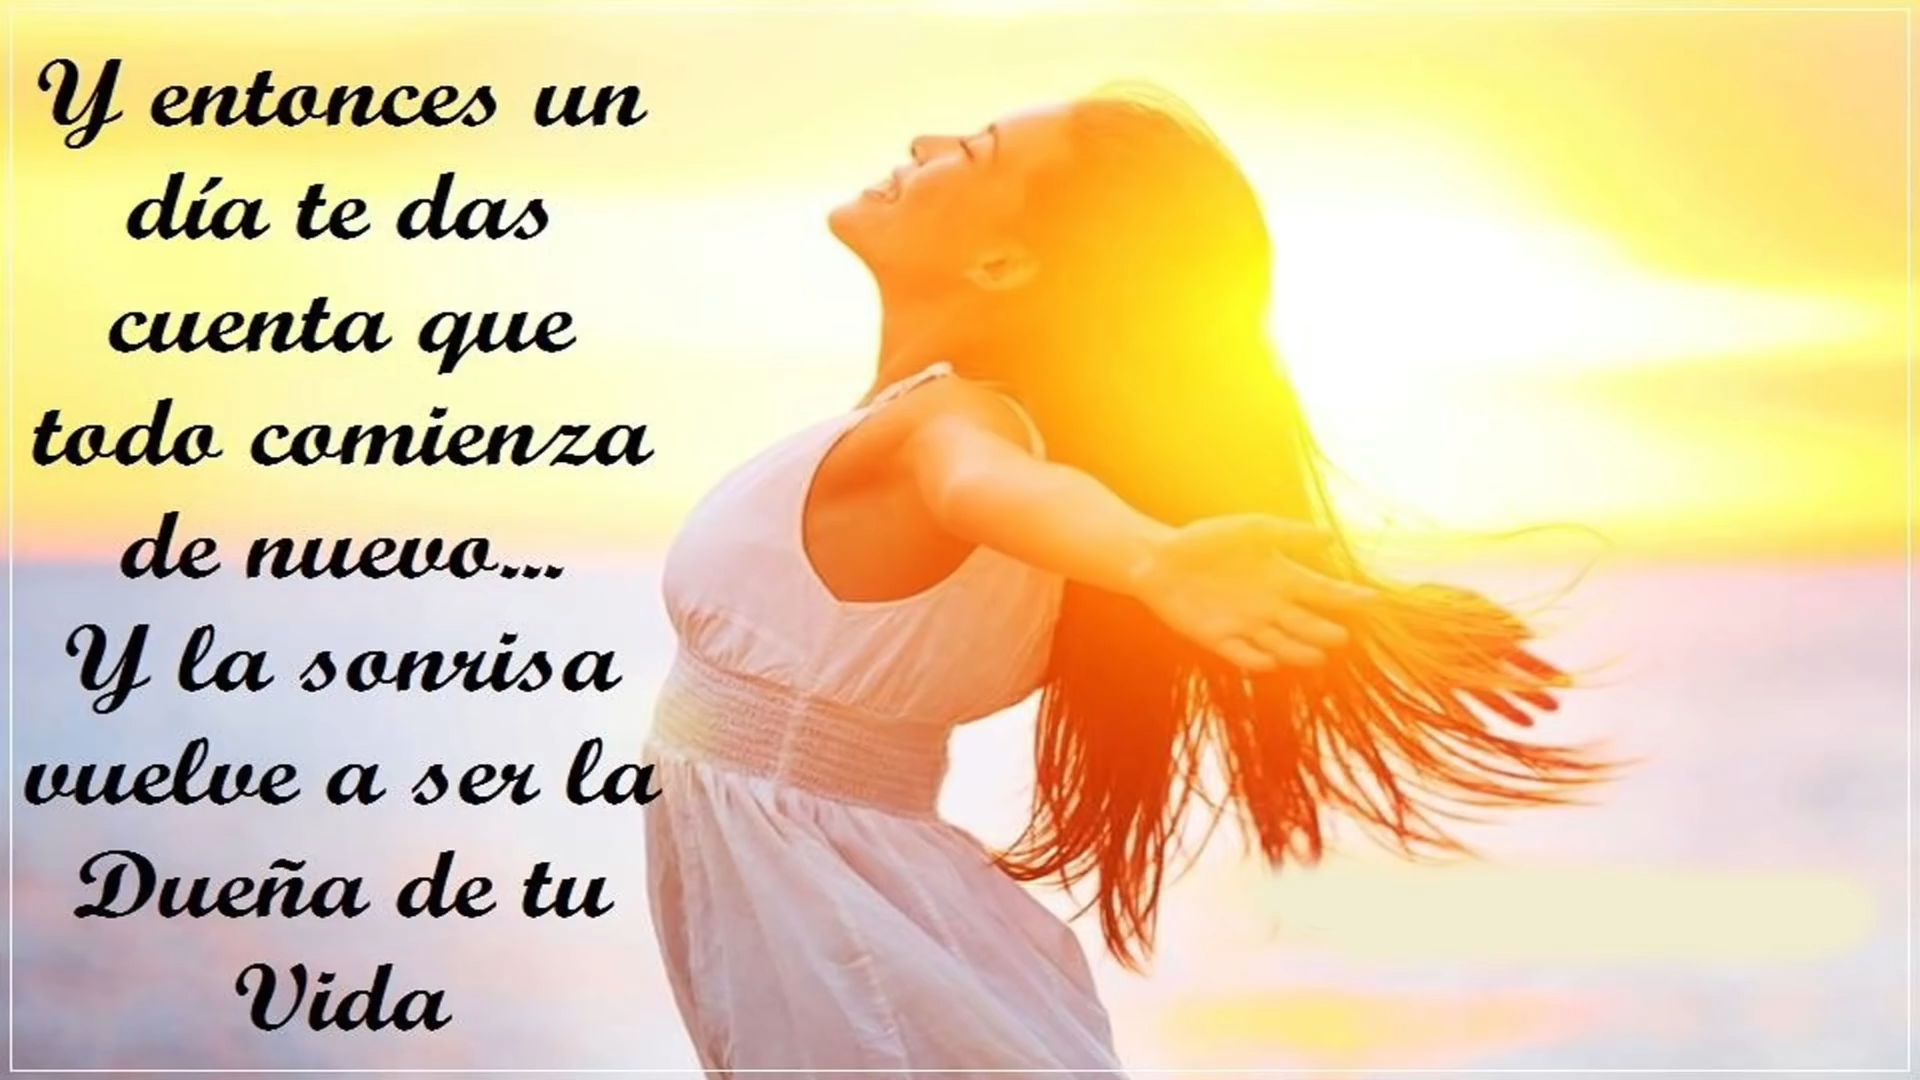 Y entonces un
día te das
cuenta que
todo comienza
de nuevo...
Y la sonrisa
vuelve a ser la
Dueña de tu
Vida